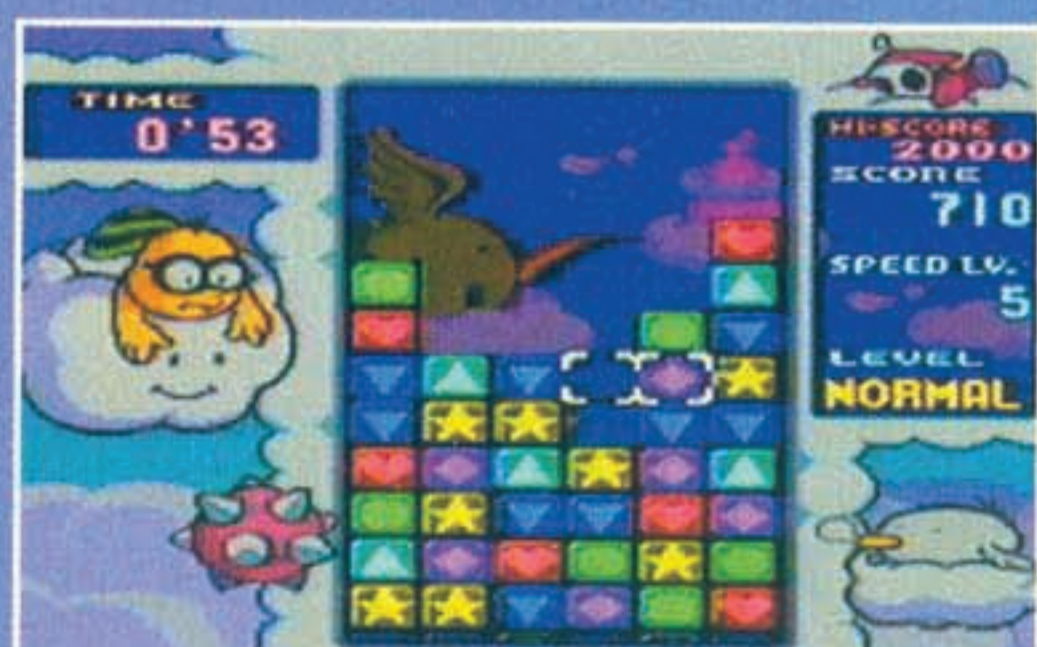 TIME
0'53
HI-SCORE
2000
SCORE
710
SPEED LV.
5
LEVEL
NORMAL